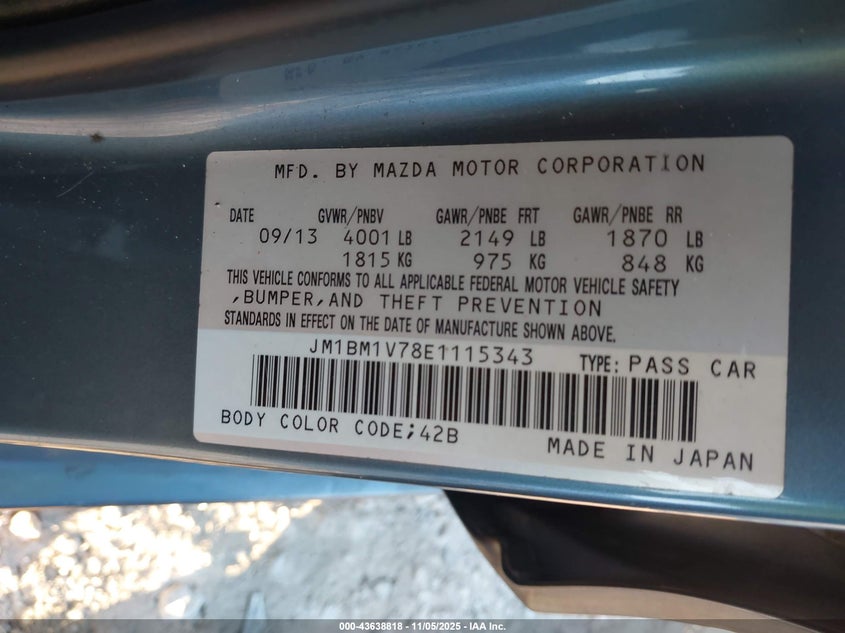 MFD. BY MAZDA MOTOR CORPORATION
DATE GVWR/PNBV GAWR/PNBE FRT GAWR/PNBE RR
09/13 4001 LB 2149 LB 1870 LB
1815 KG 975 KG 848 KG
THIS VEHICLE CONFORMS TO ALL APPLICABLE FEDERAL MOTOR VEHICLE SAFETY
,BUMPER,AND THEFT PREVENTION
STANDARDS IN EFFECT ON THE DATE OF MANUFACTURE SHOWN ABOVE.
JM1BM1V78E1115343 TYPE: PASS CAR
BODY COLOR CODE;42B
MADE IN JAPAN
000-43638818 - 11/05/2025 - IAA Inc.